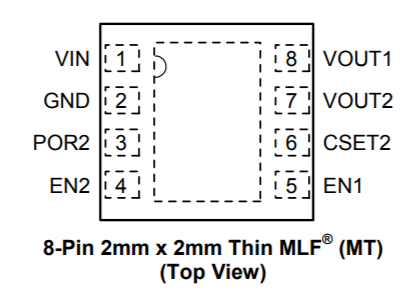 VIN 1 8 VOUT1
GND 2 7 VOUT2
POR2 3 6 CSET2
EN2 4 5 EN1
8-Pin 2mm x 2mm Thin MLF® (MT)
(Top View)